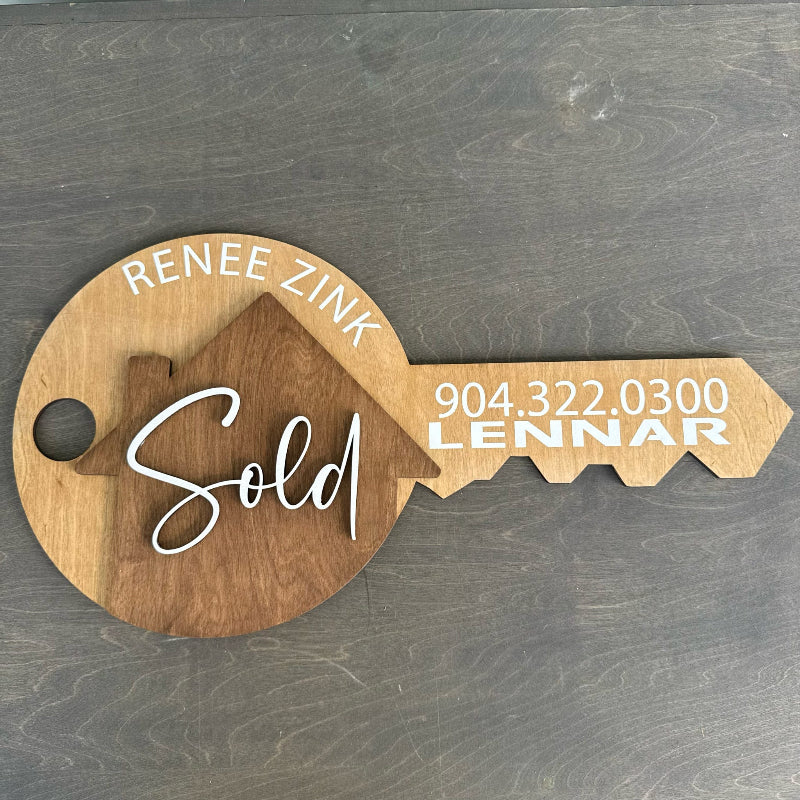 RENEE ZINK
Sold
904.322.0300
LENNAR